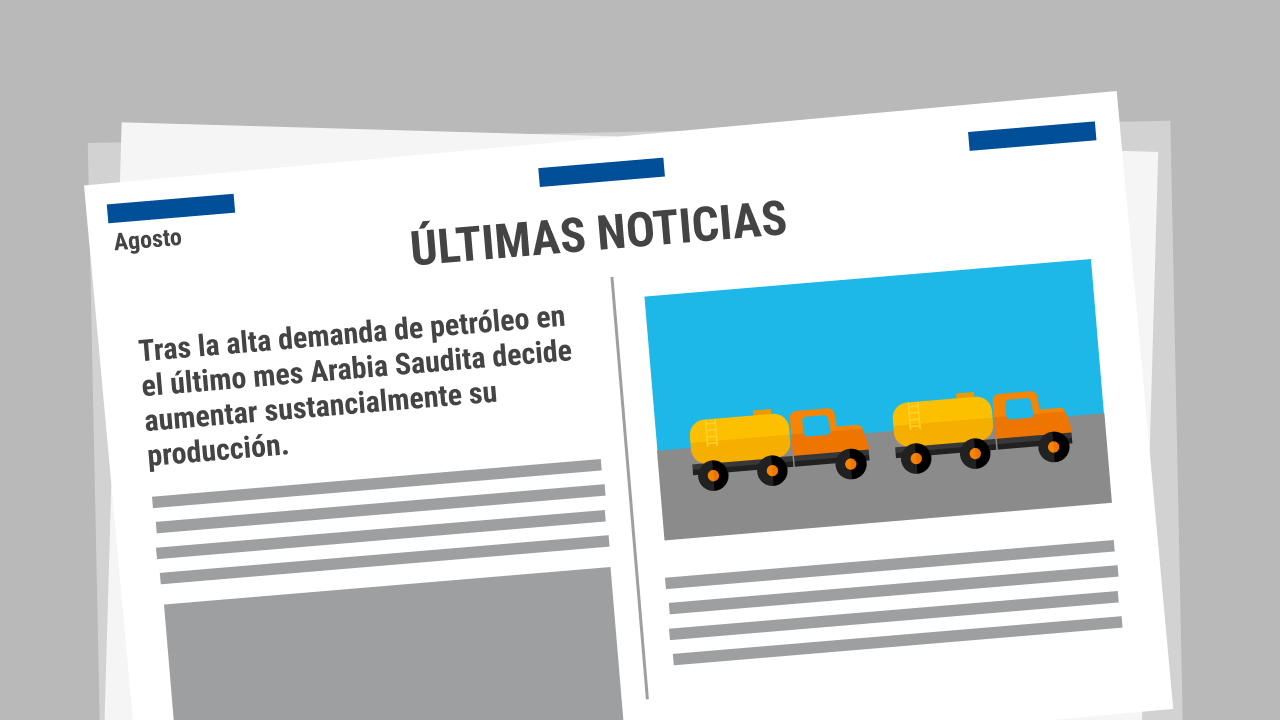 Agosto
ÚLTIMAS NOTICIAS
Tras la alta demanda de petróleo en
el último mes Arabia Saudita decide
aumentar sustancialmente su
producción.